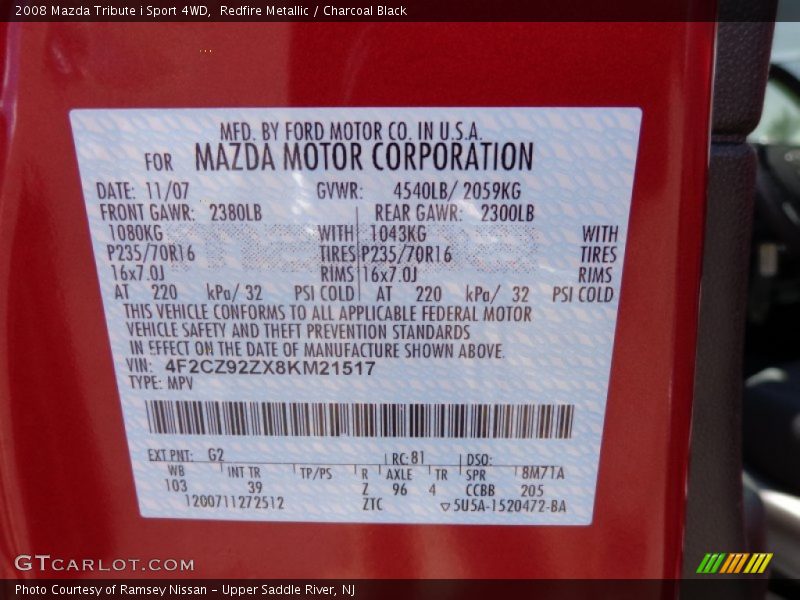 2008 Mazda Tribute i Sport 4WD,  Redfire Metallic / Charcoal Black
MFD. BY FORD MOTOR CO. IN U.S.A.
FOR MAZDA MOTOR CORPORATION
DATE: 11/07 GVWR: 4540LB/ 2059KG
FRONT GAWR: 2380LB REAR GAWR: 2300LB
1080KG WITH 1043KG WITH
P235/70R16 TIRES P235/70R16 TIRES
16x7.0J RIMS 16x7.0J RIMS
AT 220 kPa/ 32 PSI COLD AT 220 kPa/ 32 PSI COLD
THIS VEHICLE CONFORMS TO ALL APPLICABLE FEDERAL MOTOR
VEHICLE SAFETY AND THEFT PREVENTION STANDARDS
IN EFFECT ON THE DATE OF MANUFACTURE SHOWN ABOVE.
VIN: 4F2CZ92ZX8KM21517
TYPE: MPV
EXT PNT: G2 RC: 81 DSO:
WB INT TR TP/PS R AXLE TR SPR 8M71A
103 39 Z 96 4 CCBB 205
1200711272512 ZTC ▽5U5A-1520472-BA
GTCARLOT.COM
Photo Courtesy of Ramsey Nissan - Upper Saddle River, NJ